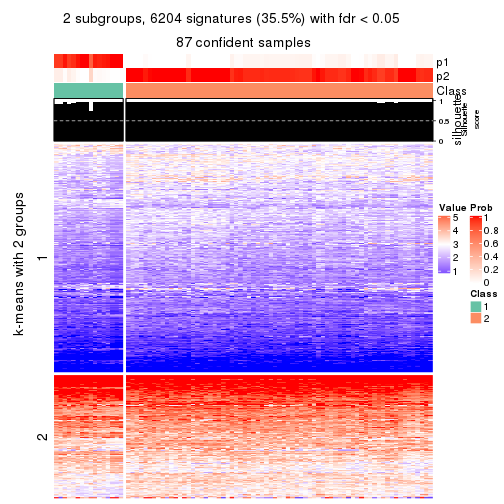 2 subgroups, 6204 signatures (35.5%) with fdr < 0.05
87 confident samples
p1
p2
Class
1
0.5
0
silhouette
Silhouette
score
k-means with 2 groups
1
2
Value
5
4
3
2
1
Prob
1
0.8
0.6
0.4
0.2
0
Class
1
2